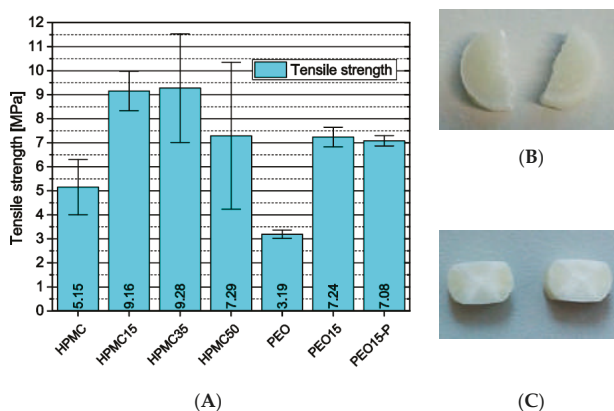 12
11
10
9
8
7
6
5
4
3
2
1
0
Tensile strength [MPa]
Tensile strength
5.15
9.16
9.28
7.29
3.19
7.24
7.08
HPMC
HPMC15
HPMC35
HPMC50
PEO
PEO15
PEO15-P
(A)
(B)
(C)